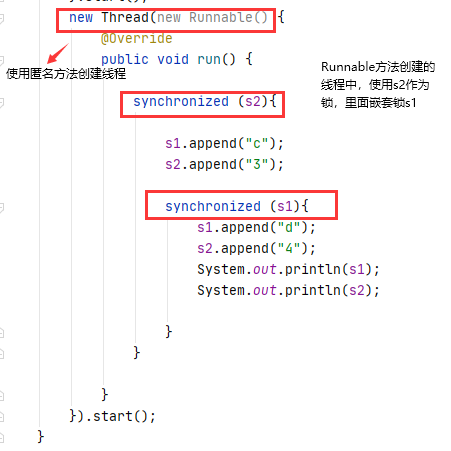 new Thread(new Runnable() {
@Override
使用匿名方法创建线程
public void run() {
Runnable方法创建的
线程中，使用s2作为
锁，里面嵌套锁s1
synchronized (s2){
s1.append("c");
s2.append("3");
synchronized (s1){
s1.append("d");
s2.append("4");
System.out.println(s1);
System.out.println(s2);
}
}
}
}).start();
}